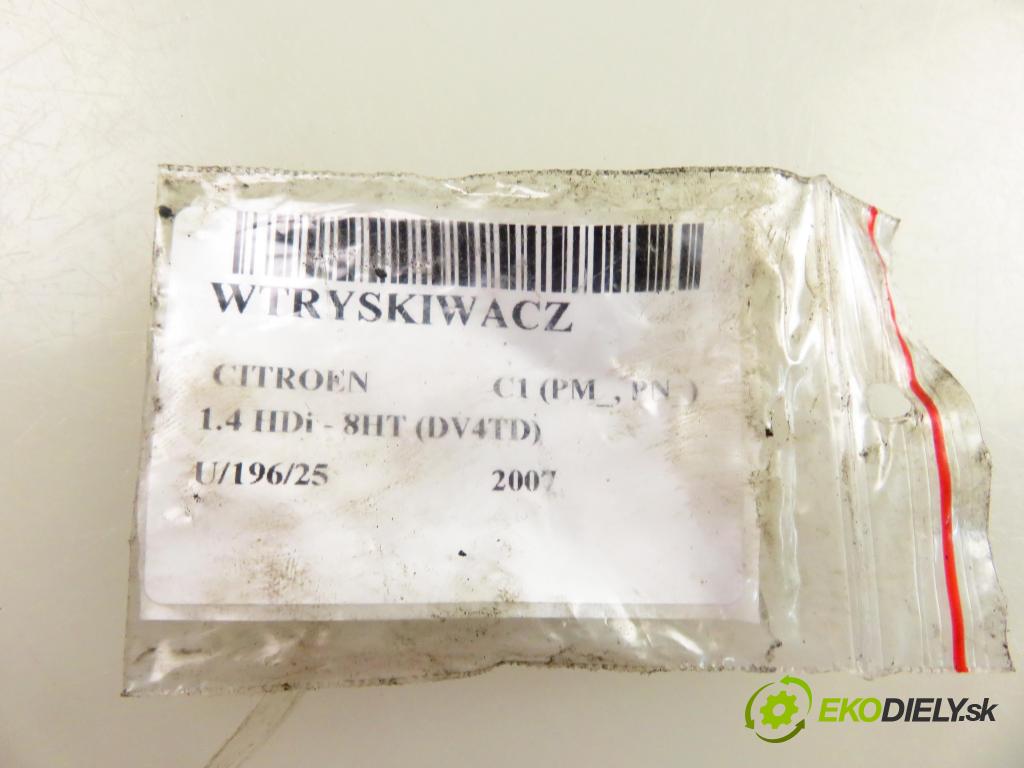 WTRYSKIWACZ
CITROEN C1 (PM_, PN_)
1.4 HDi - 8HT (DV4TD)
U/196/25 2007
EKODIELY.sk